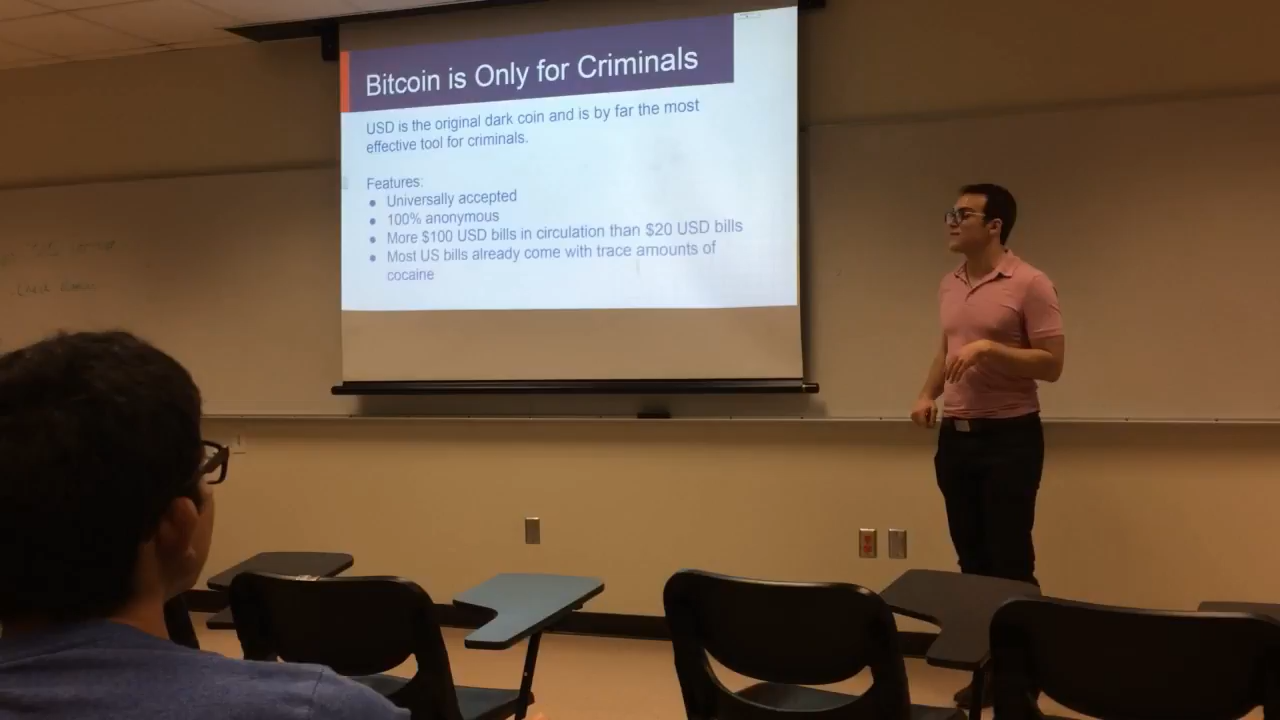 Bitcoin is Only for Criminals
USD is the original dark coin and is by far the most
effective tool for criminals.
Features:
● Universally accepted
● 100% anonymous
● More $100 USD bills in circulation than $20 USD bills
● Most US bills already come with trace amounts of
cocaine